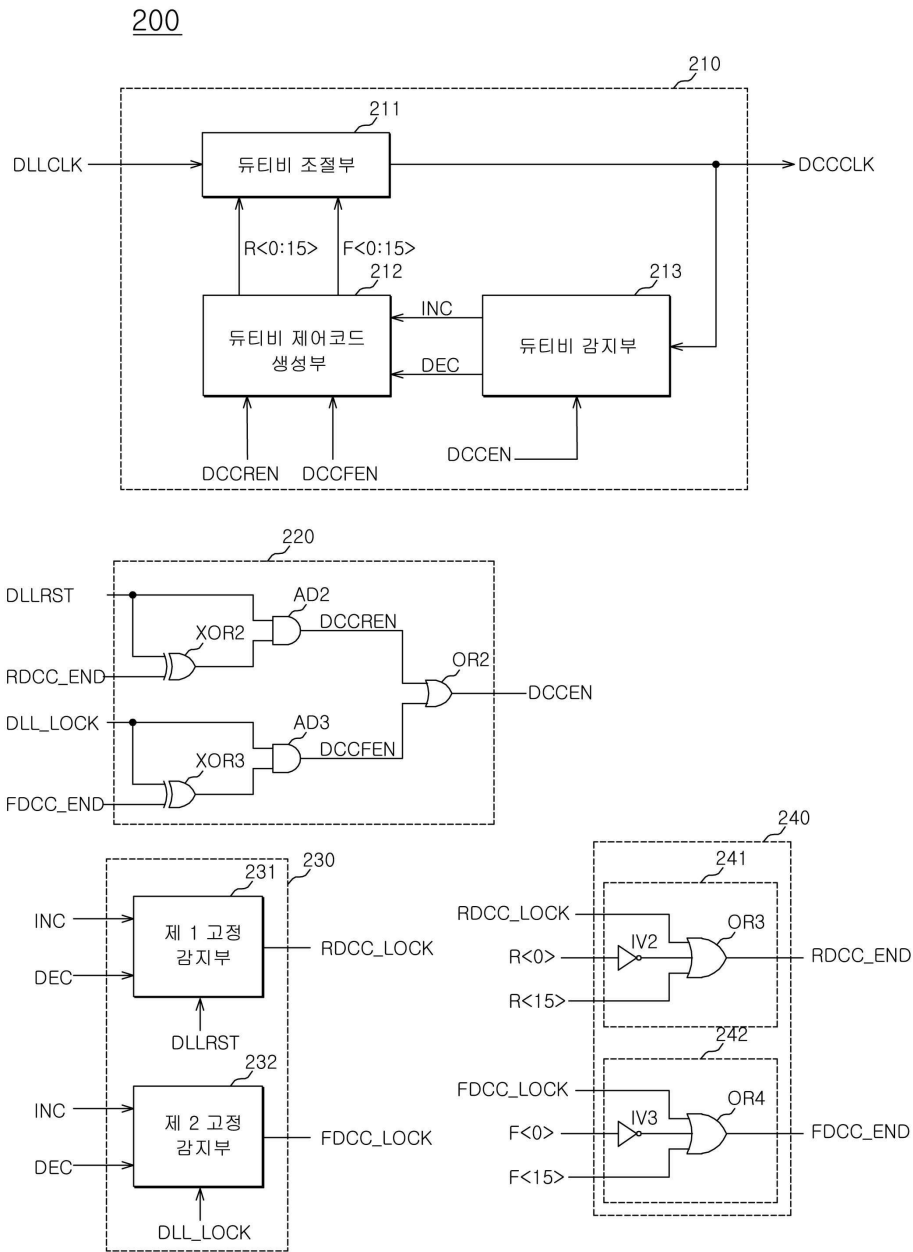 200
210
211
DLLCLK
듀티비 조절부
DCCCLK
R<0:15>
F<0:15>
212
213
듀티비 제어코드
생성부
INC
DEC
듀티비 감지부
DCCREN
DCCFEN
DCCEN
220
DLLRST
AD2
DCCREN
XOR2
OR2
RDCC_END
DCCEN
DLL_LOCK
AD3
DCCFEN
XOR3
FDCC_END
230
231
INC
제 1 고정
감지부
RDCC_LOCK
DEC
DLLRST
232
INC
제 2 고정
감지부
FDCC_LOCK
DEC
DLL_LOCK
240
241
RDCC_LOCK
OR3
IV2
R<0>
RDCC_END
R<15>
242
FDCC_LOCK
OR4
IV3
F<0>
FDCC_END
F<15>